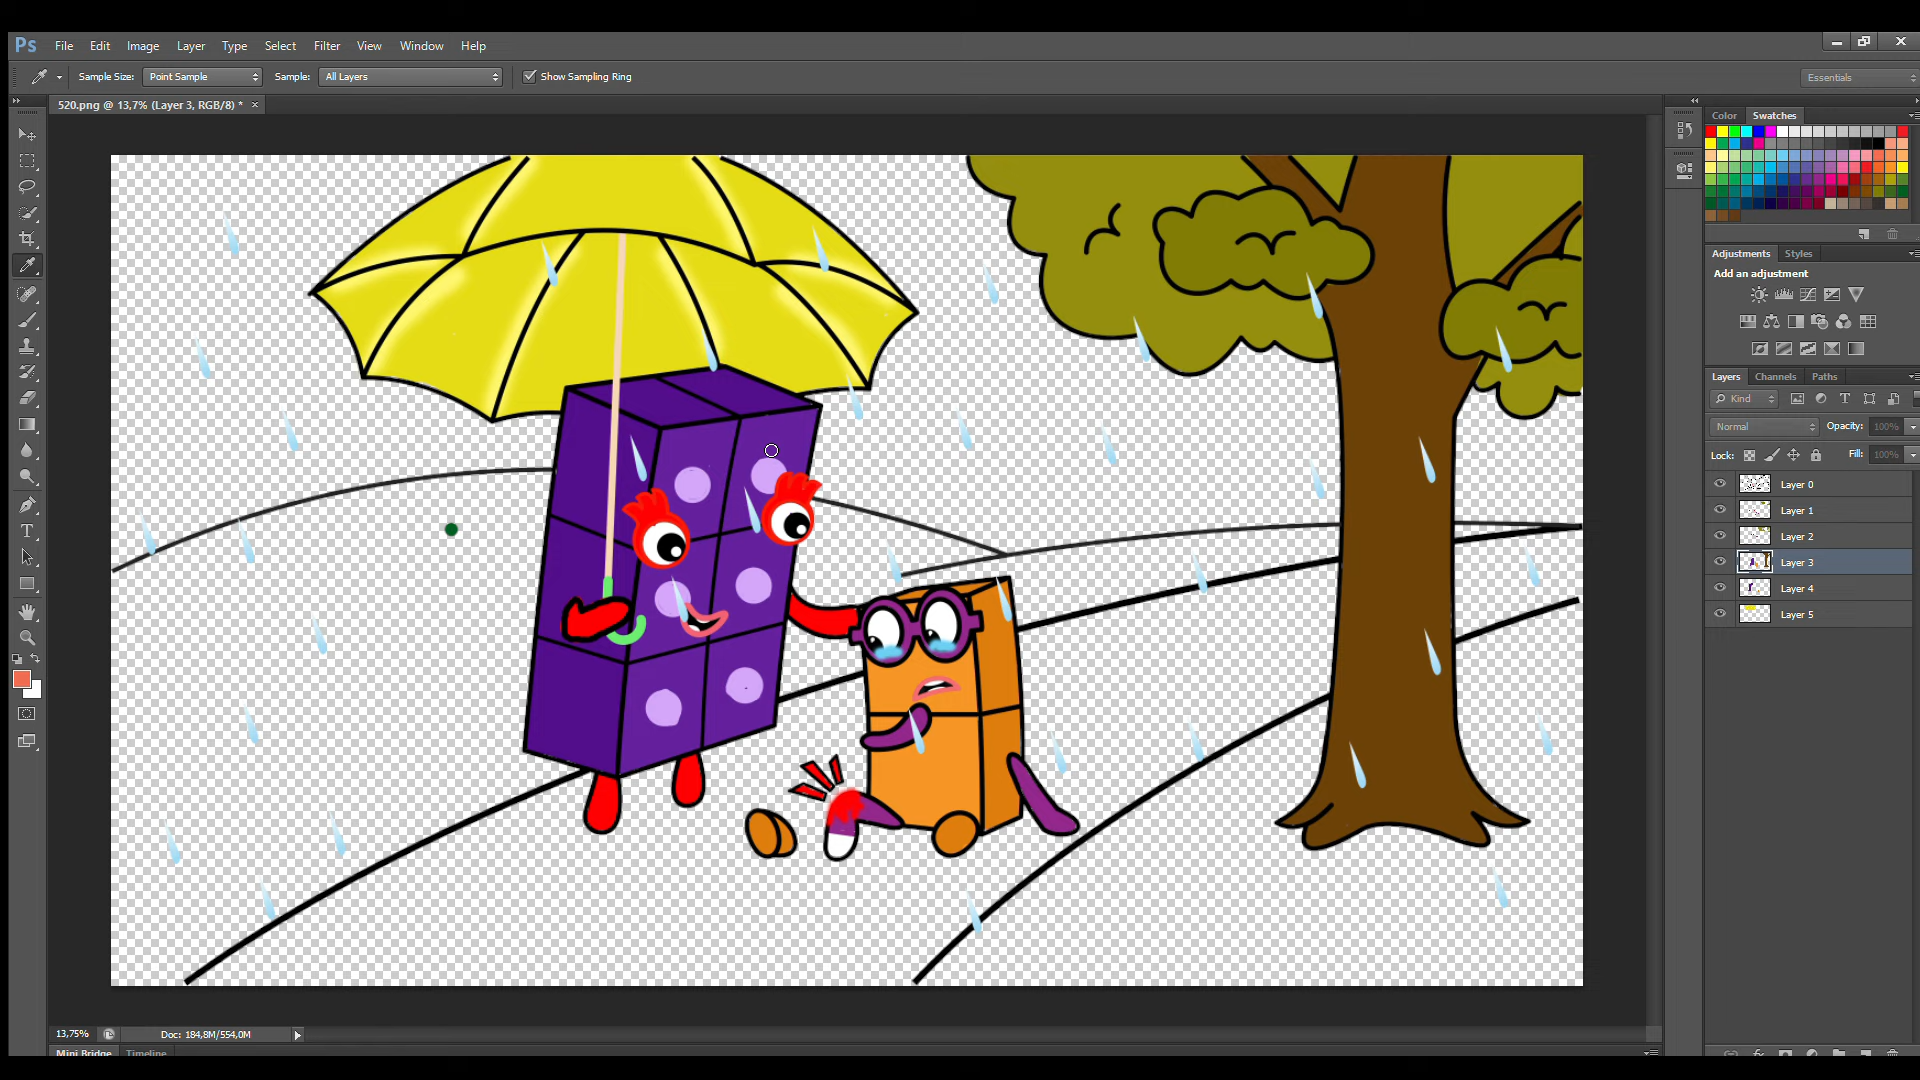 Ps File Edit Image Layer Type Select Filter View Window Help
Sample Size: Point Sample Sample: All Layers Show Sampling Ring Essentials
520.png @ 13,7% (Layer 3, RGB/8) *
Color Swatches
Adjustments Styles
Add an adjustment
Layers Channels Paths
Kind
Normal Opacity: 100%
Lock: Fill: 100%
Layer 0
Layer 1
Layer 2
Layer 3
Layer 4
Layer 5
13,75% Doc: 184,8M/554,0M
Mini Bridge Timeline